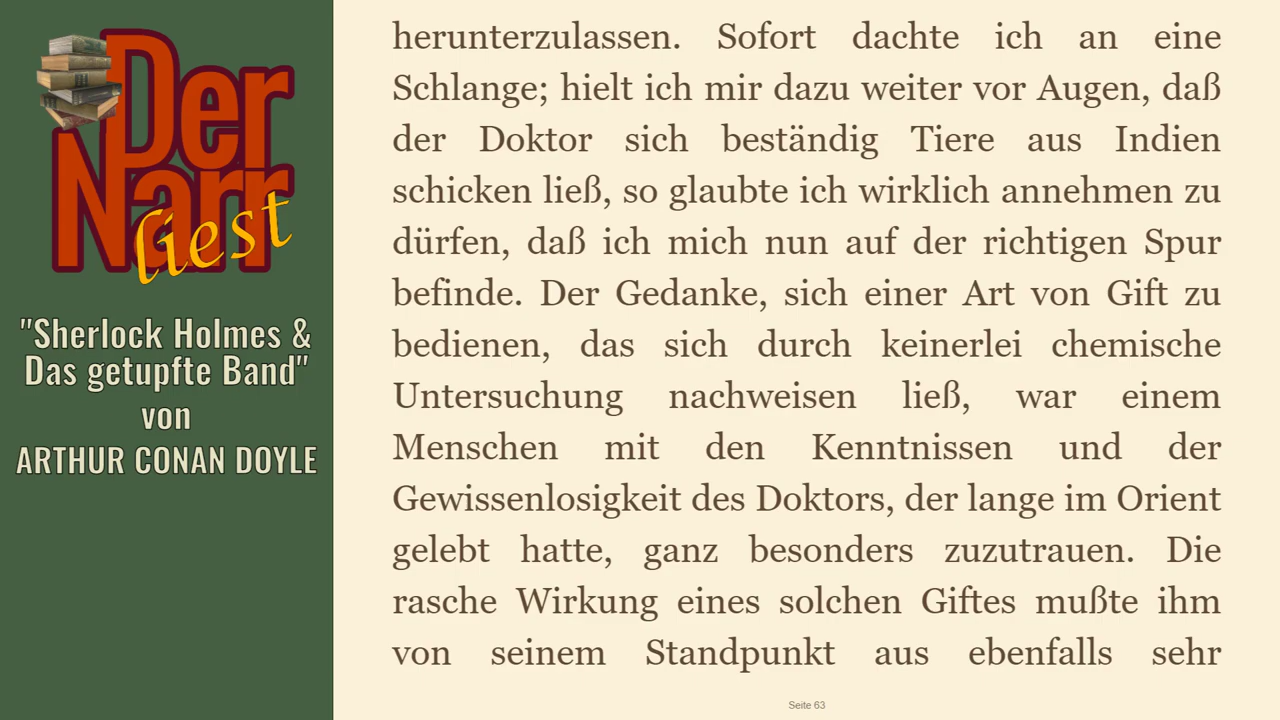 Der
Narr
liest
"Sherlock Holmes &
Das getupfte Band"
von
ARTHUR CONAN DOYLE
herunterzulassen. Sofort dachte ich an eine
Schlange; hielt ich mir dazu weiter vor Augen, daß
der Doktor sich beständig Tiere aus Indien
schicken ließ, so glaubte ich wirklich annehmen zu
dürfen, daß ich mich nun auf der richtigen Spur
befinde. Der Gedanke, sich einer Art von Gift zu
bedienen, das sich durch keinerlei chemische
Untersuchung nachweisen ließ, war einem
Menschen mit den Kenntnissen und der
Gewissenlosigkeit des Doktors, der lange im Orient
gelebt hatte, ganz besonders zuzutrauen. Die
rasche Wirkung eines solchen Giftes mußte ihm
von seinem Standpunkt aus ebenfalls sehr
Seite 63